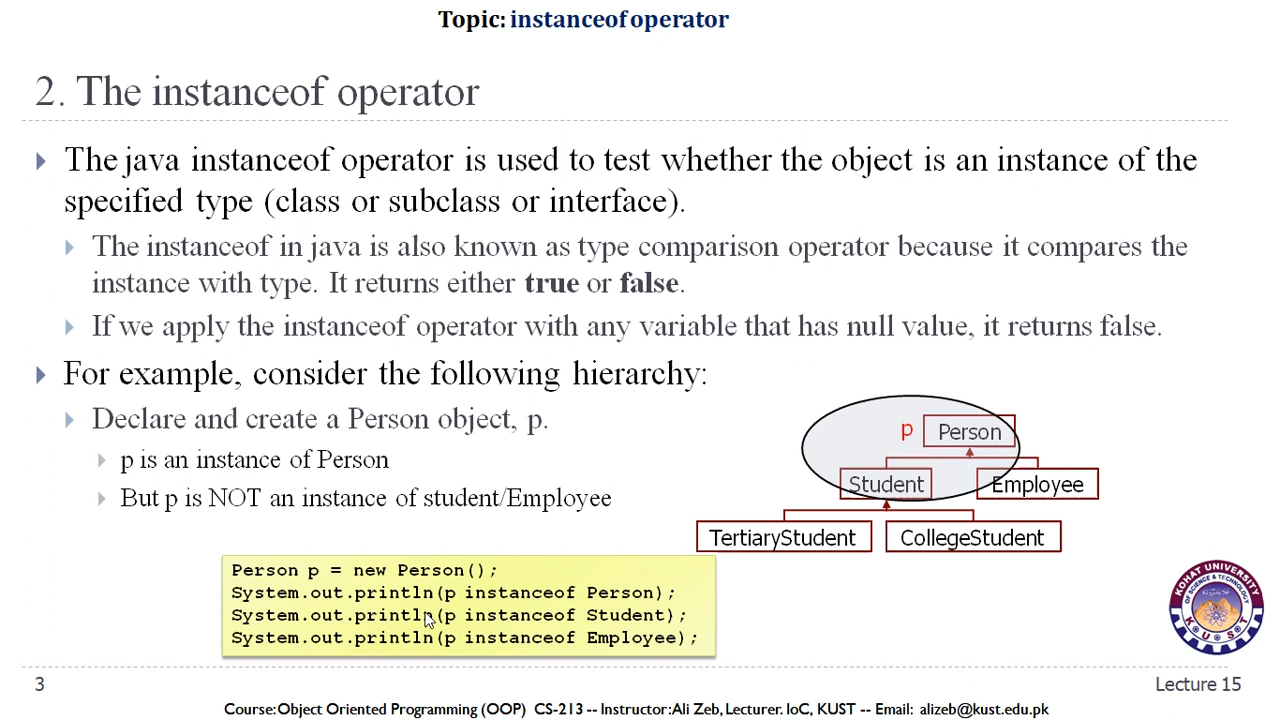 Topic: instanceof operator
2. The instanceof operator
The java instanceof operator is used to test whether the object is an instance of the
specified type (class or subclass or interface).
The instanceof in java is also known as type comparison operator because it compares the
instance with type. It returns either true or false.
If we apply the instanceof operator with any variable that has null value, it returns false.
For example, consider the following hierarchy:
Declare and create a Person object, p.
p is an instance of Person
But p is NOT an instance of student/Employee
p Person
Student Employee
TertiaryStudent CollegeStudent
Person p = new Person();
System.out.println(p instanceof Person);
System.out.println(p instanceof Student);
System.out.println(p instanceof Employee);
KOHAT UNIVERSITY
OF SCIENCE & TECHNOLOGY
K U S T
3
Lecture 15
Course: Object Oriented Programming (OOP) CS-213 -- Instructor: Ali Zeb, Lecturer. IoC, KUST -- Email: alizeb@kust.edu.pk